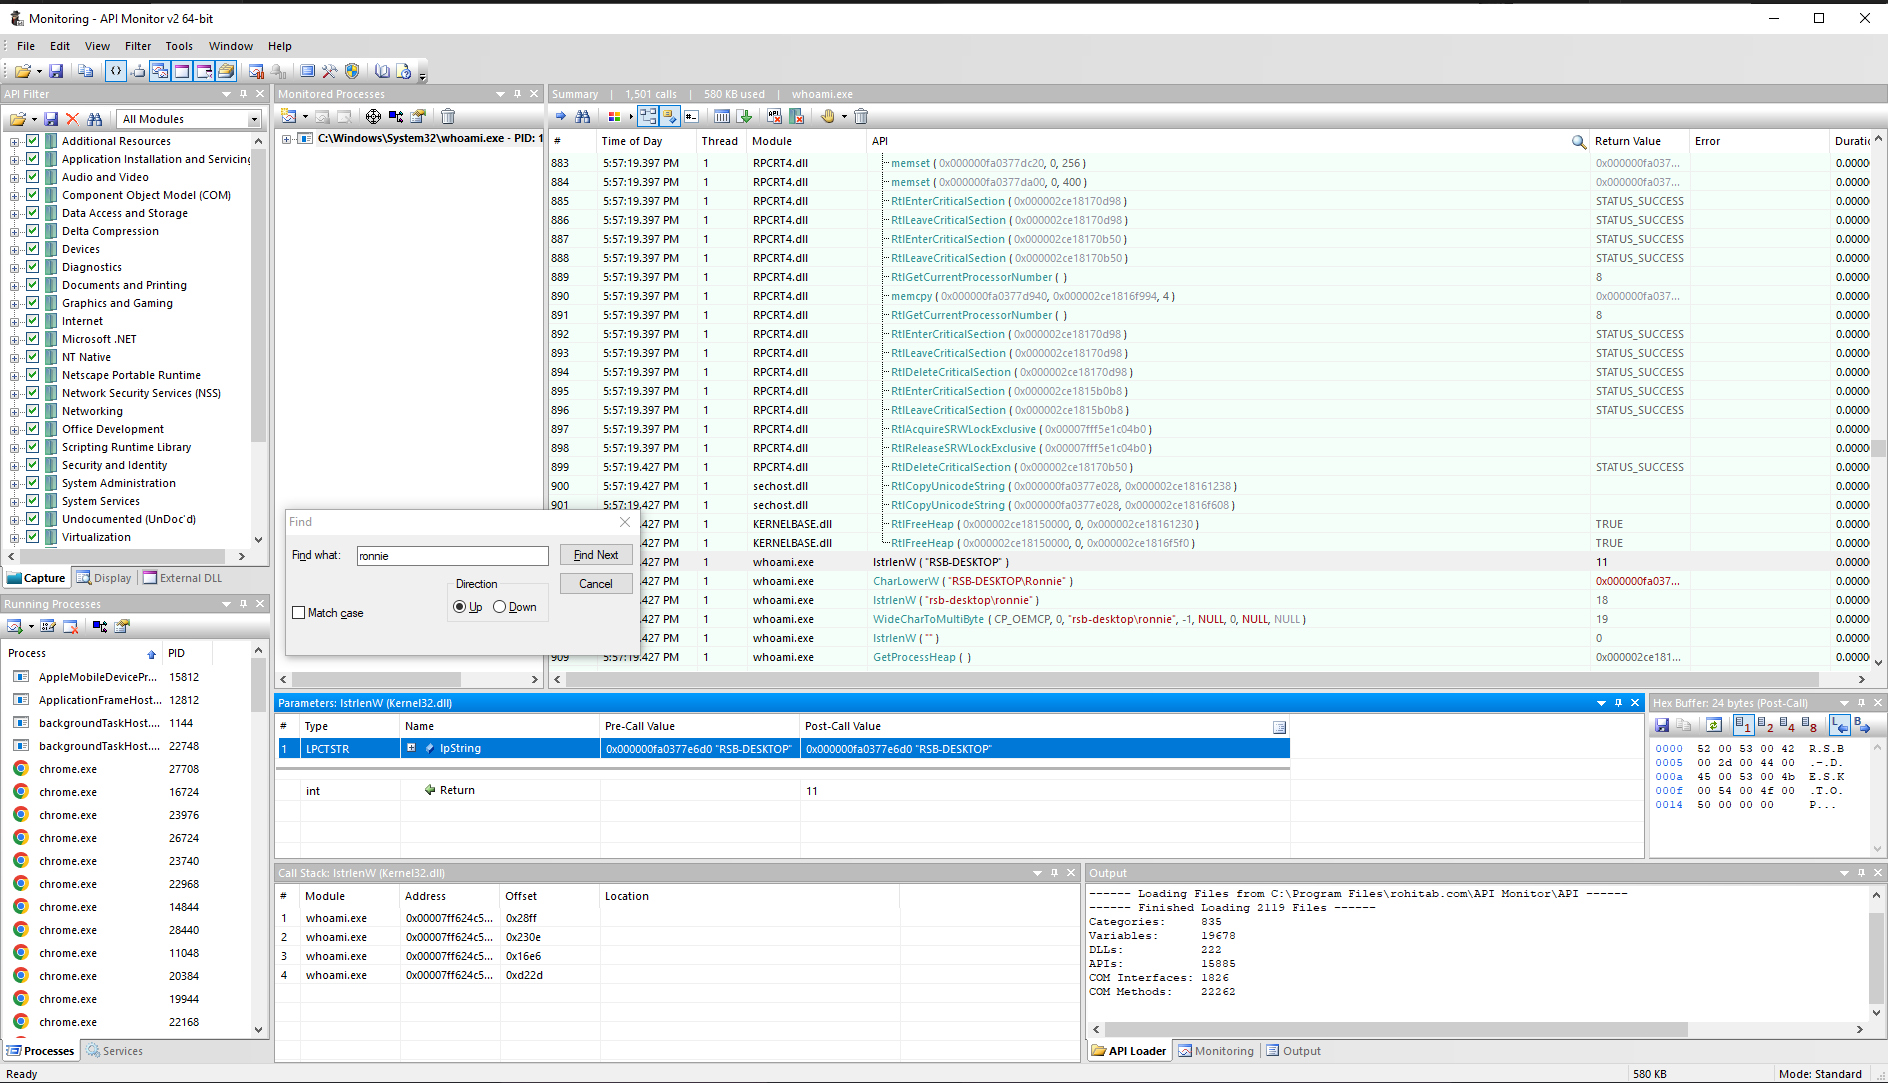 Monitoring - API Monitor v2 64-bit
File Edit View Filter Tools Window Help
API Filter
All Modules
Additional Resources
Application Installation and Servicing
Audio and Video
Component Object Model (COM)
Data Access and Storage
Delta Compression
Devices
Diagnostics
Documents and Printing
Graphics and Gaming
Internet
Microsoft .NET
NT Native
Netscape Portable Runtime
Network Security Services (NSS)
Networking
Office Development
Scripting Runtime Library
Security and Identity
System Administration
System Services
Undocumented (UnDoc'd)
Virtualization
Capture Display External DLL
Running Processes
Process PID
AppleMobileDevicePr... 15812
ApplicationFrameHost... 12812
backgroundTaskHost.... 1144
backgroundTaskHost.... 22748
chrome.exe 27708
chrome.exe 16724
chrome.exe 23976
chrome.exe 26724
chrome.exe 23740
chrome.exe 22968
chrome.exe 14844
chrome.exe 28440
chrome.exe 11048
chrome.exe 20384
chrome.exe 19944
chrome.exe 22168
Processes Services
Monitored Processes
C:\Windows\System32\whoami.exe - PID: 1
Find
Find what: ronnie Find Next
Cancel
Direction
Up Down
Match case
Summary | 1,501 calls | 580 KB used | whoami.exe
# Time of Day Thread Module API Return Value Error Duratic
883 5:57:19.397 PM 1 RPCRT4.dll memset ( 0x000000fa0377dc20, 0, 256 ) 0x000000fa037... 0.0000
884 5:57:19.397 PM 1 RPCRT4.dll memset ( 0x000000fa0377da00, 0, 400 ) 0x000000fa037... 0.0000
885 5:57:19.397 PM 1 RPCRT4.dll RtlEnterCriticalSection ( 0x000002ce18170d98 ) STATUS_SUCCESS 0.0000
886 5:57:19.397 PM 1 RPCRT4.dll RtlLeaveCriticalSection ( 0x000002ce18170d98 ) STATUS_SUCCESS 0.0000
887 5:57:19.397 PM 1 RPCRT4.dll RtlEnterCriticalSection ( 0x000002ce18170b50 ) STATUS_SUCCESS 0.0000
888 5:57:19.397 PM 1 RPCRT4.dll RtlLeaveCriticalSection ( 0x000002ce18170b50 ) STATUS_SUCCESS 0.0000
889 5:57:19.397 PM 1 RPCRT4.dll RtlGetCurrentProcessorNumber ( ) 8 0.0000
890 5:57:19.397 PM 1 RPCRT4.dll memcpy ( 0x000000fa0377d940, 0x000002ce1816f994, 4 ) 0x000000fa037... 0.0000
891 5:57:19.397 PM 1 RPCRT4.dll RtlGetCurrentProcessorNumber ( ) 8 0.0000
892 5:57:19.397 PM 1 RPCRT4.dll RtlEnterCriticalSection ( 0x000002ce18170d98 ) STATUS_SUCCESS 0.0000
893 5:57:19.397 PM 1 RPCRT4.dll RtlLeaveCriticalSection ( 0x000002ce18170d98 ) STATUS_SUCCESS 0.0000
894 5:57:19.397 PM 1 RPCRT4.dll RtlDeleteCriticalSection ( 0x000002ce18170d98 ) STATUS_SUCCESS 0.0000
895 5:57:19.397 PM 1 RPCRT4.dll RtlEnterCriticalSection ( 0x000002ce1815b0b8 ) STATUS_SUCCESS 0.0000
896 5:57:19.397 PM 1 RPCRT4.dll RtlLeaveCriticalSection ( 0x000002ce1815b0b8 ) STATUS_SUCCESS 0.0000
897 5:57:19.397 PM 1 RPCRT4.dll RtlAcquireSRWLockExclusive ( 0x00007fff5e1c04b0 ) 0.0000
898 5:57:19.397 PM 1 RPCRT4.dll RtlReleaseSRWLockExclusive ( 0x00007fff5e1c04b0 ) 0.0000
899 5:57:19.427 PM 1 RPCRT4.dll RtlDeleteCriticalSection ( 0x000002ce18170b50 ) STATUS_SUCCESS 0.0000
900 5:57:19.427 PM 1 sechost.dll RtlCopyUnicodeString ( 0x000000fa0377e028, 0x000002ce18161238 ) 0.0000
901 5:57:19.427 PM 1 sechost.dll RtlCopyUnicodeString ( 0x000000fa0377e028, 0x000002ce1816f608 ) 0.0000
.427 PM 1 KERNELBASE.dll RtlFreeHeap ( 0x000002ce18150000, 0, 0x000002ce18161230 ) TRUE 0.0000
.427 PM 1 KERNELBASE.dll RtlFreeHeap ( 0x000002ce18150000, 0, 0x000002ce1816f5f0 ) TRUE 0.0000
.427 PM 1 whoami.exe lstrlenW ( "RSB-DESKTOP" ) 11 0.0000
.427 PM 1 whoami.exe CharLowerW ( "RSB-DESKTOP\Ronnie" ) 0x000000fa037... 0.0000
.427 PM 1 whoami.exe lstrlenW ( "rsb-desktop\ronnie" ) 18 0.0000
.427 PM 1 whoami.exe WideCharToMultiByte ( CP_OEMCP, 0, "rsb-desktop\ronnie", -1, NULL, 0, NULL, NULL ) 19 0.0000
.427 PM 1 whoami.exe lstrlenW ( "" ) 0 0.0000
909 5:57:19.427 PM 1 whoami.exe GetProcessHeap ( ) 0x000002ce181... 0.0000
Parameters: lstrlenW (Kernel32.dll)
# Type Name Pre-Call Value Post-Call Value
1 LPCTSTR lpString 0x000000fa0377e6d0 "RSB-DESKTOP" 0x000000fa0377e6d0 "RSB-DESKTOP"
int Return 11
Hex Buffer: 24 bytes (Post-Call)
1 2 4 8 L B
0000 52 00 53 00 42 R.S.B
0005 00 2d 00 44 00 .-.D.
000a 45 00 53 00 4b E.S.K
000f 00 54 00 4f 00 .T.O.
0014 50 00 00 00 P...
Call Stack: lstrlenW (Kernel32.dll)
# Module Address Offset Location
1 whoami.exe 0x00007ff624c5... 0x28ff
2 whoami.exe 0x00007ff624c5... 0x230e
3 whoami.exe 0x00007ff624c5... 0x16e6
4 whoami.exe 0x00007ff624c5... 0xd22d
Output
------ Loading Files from C:\Program Files\rohitab.com\API Monitor\API ------
------ Finished Loading 2119 Files ------
Categories: 835
Variables: 19678
DLLs: 222
APIs: 15885
COM Interfaces: 1826
COM Methods: 22262
API Loader Monitoring Output
Ready 580 KB Mode: Standard